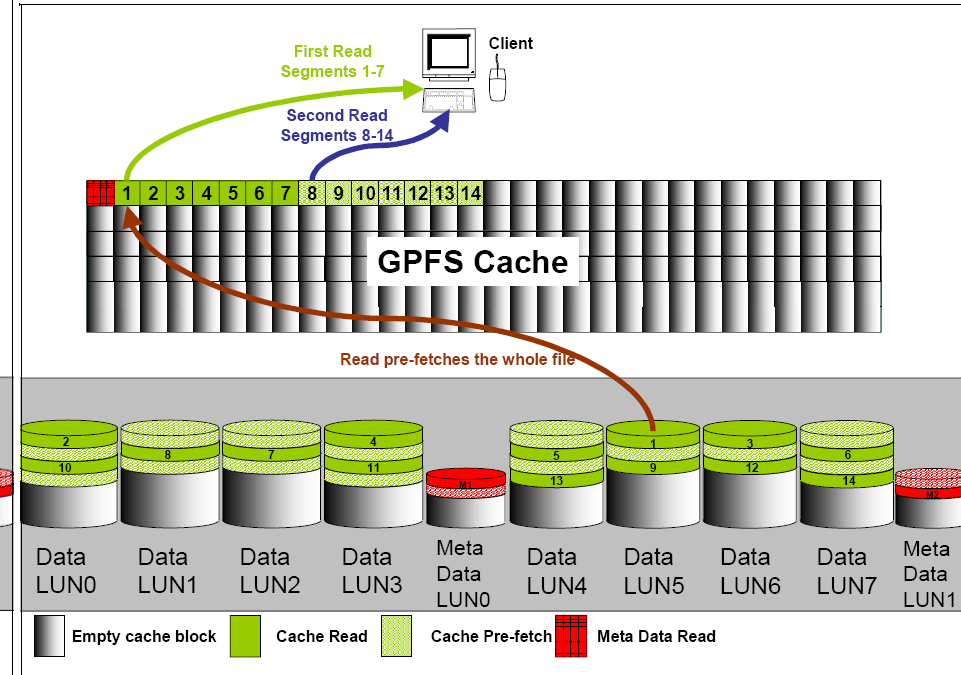 Client
First Read
Segments 1-7
Second Read
Segments 8-14
1 2 3 4 5 6 7 8 9 10 11 12 13 14
GPFS Cache
Read pre-fetches the whole file
2
10
8
7
4
11
M1
5
13
1
9
3
12
6
14
M2
Data
LUN0
Data
LUN1
Data
LUN2
Data
LUN3
Meta
Data
LUN0
Data
LUN4
Data
LUN5
Data
LUN6
Data
LUN7
Meta
Data
LUN1
Empty cache block
Cache Read
Cache Pre-fetch
Meta Data Read